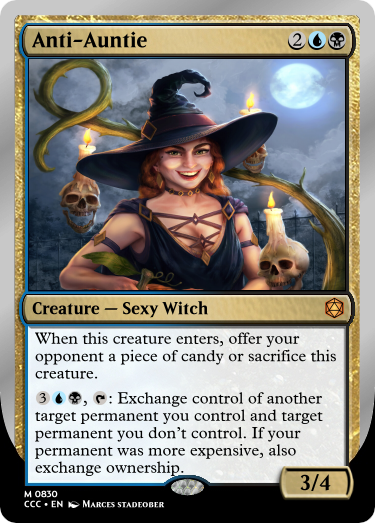 Anti-Auntie 2
Creature — Sexy Witch
When this creature enters, offer your
opponent a piece of candy or sacrifice this
creature.
3, : Exchange control of another
target permanent you control and target
permanent you don't control. If your
permanent was more expensive, also
exchange ownership.
3/4
M 0830
CCC • EN Marces stadeober